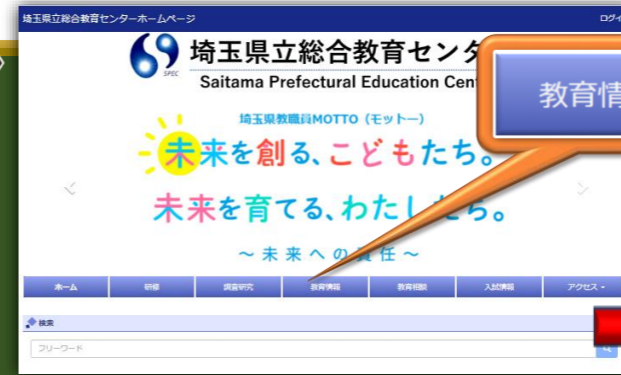 埼玉県立総合教育センターホームページ
ログイ
SPEC
埼玉県立総合教育センタ
Saitama Prefectural Education Cen
教育情
埼玉県教職員MOTTO（モットー）
未来を創る、こどもたち。
未来を育てる、わたしたち。
～未来への責任～
ホーム
研修
調査研究
教育情報
教育相談
入試情報
アクセス
検索
フリーワード